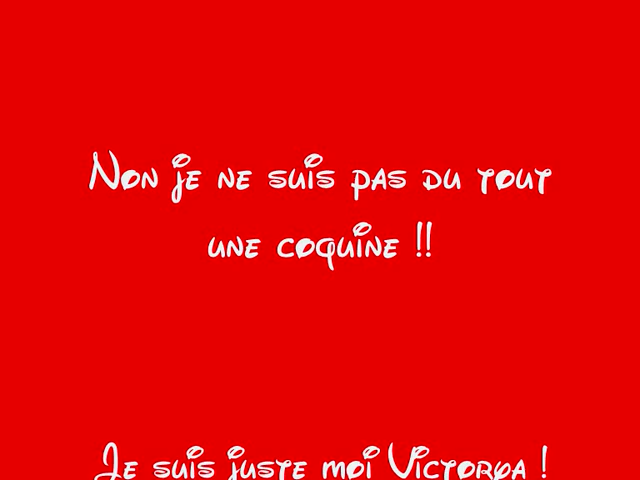 Non je ne suis pas du tout
une coquine !!
Je suis juste moi Victorya !